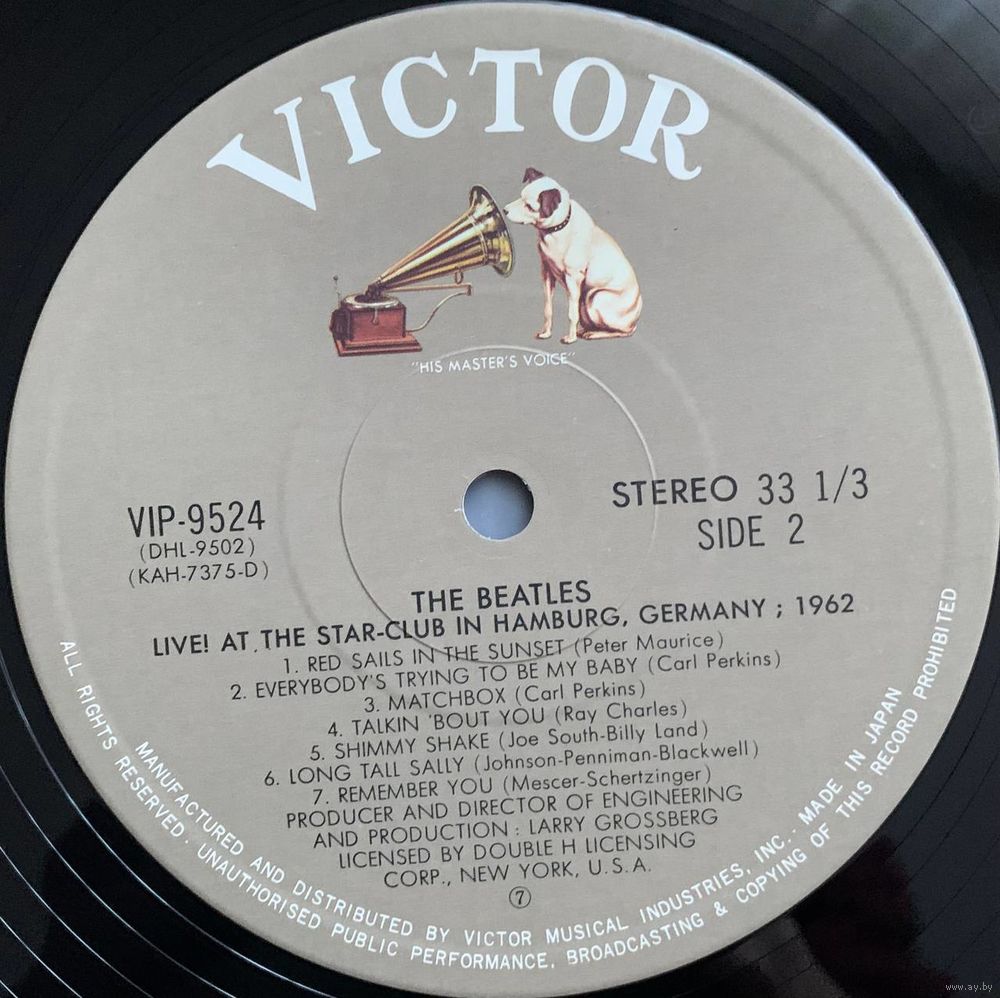 VICTOR
"HIS MASTER'S VOICE"
VIP-9524
(DHL-9502)
(KAH-7375-D)
STEREO 33 1/3
SIDE 2
THE BEATLES
LIVE! AT THE STAR-CLUB IN HAMBURG, GERMANY ; 1962
1. RED SAILS IN THE SUNSET (Peter Maurice)
2. EVERYBODY'S TRYING TO BE MY BABY (Carl Perkins)
3. MATCHBOX (Carl Perkins)
4. TALKIN 'BOUT YOU (Ray Charles)
5. SHIMMY SHAKE (Joe South-Billy Land)
6. LONG TALL SALLY (Johnson-Penniman-Blackwell)
7. REMEMBER YOU (Mescer-Schertzinger)
PRODUCER AND DIRECTOR OF ENGINEERING
AND PRODUCTION : LARRY GROSSBERG
LICENSED BY DOUBLE H LICENSING
CORP., NEW YORK, U.S.A.
7
MANUFACTURED AND DISTRIBUTED BY VICTOR MUSICAL INDUSTRIES, INC. · MADE IN JAPAN
ALL RIGHTS RESERVED. UNAUTHORISED PUBLIC PERFORMANCE, BROADCASTING & COPYING OF THIS RECORD PROHIBITED
www.ay.by